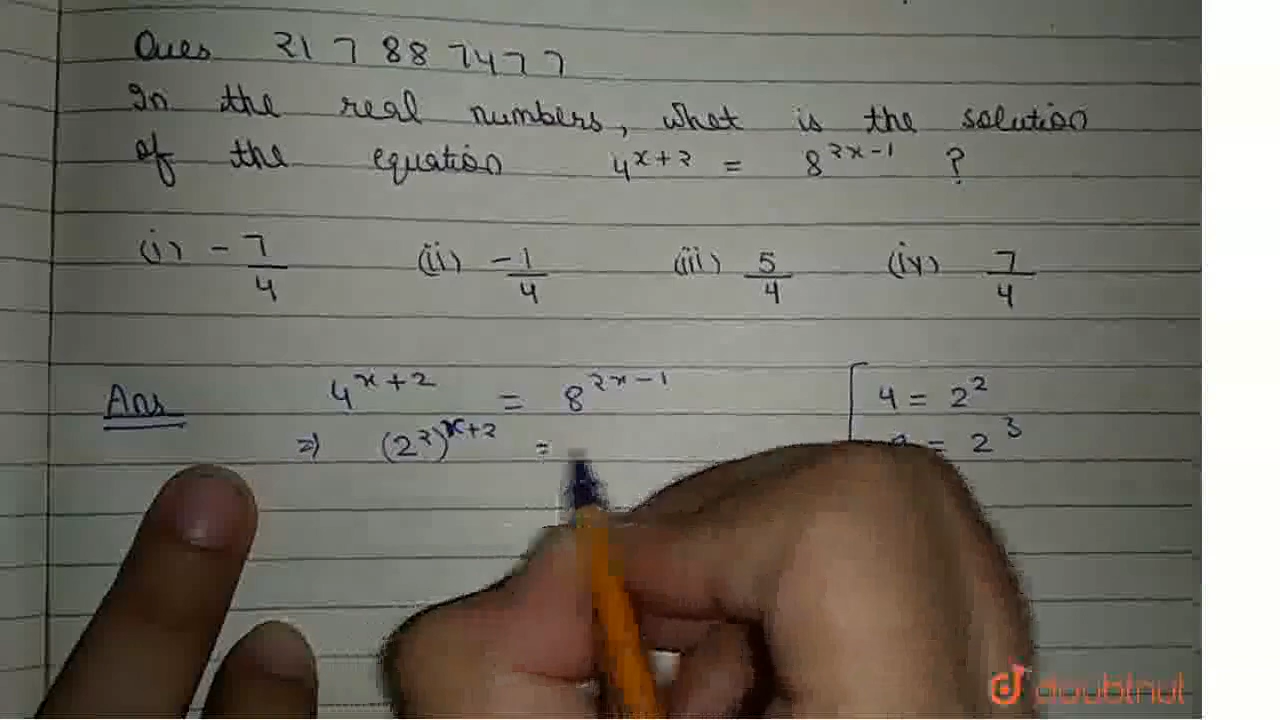 Ques 217887477
In the real numbers, what is the solution
of the equation 4^{x+2} = 8^{2x-1} ?
(i) -7/4 (ii) -1/4 (iii) 5/4 (iv) 7/4
Ans 4^{x+2} = 8^{2x-1} 4 = 2^2
⇒ (2^2)^{x+2} = = 2^3
doubtnut